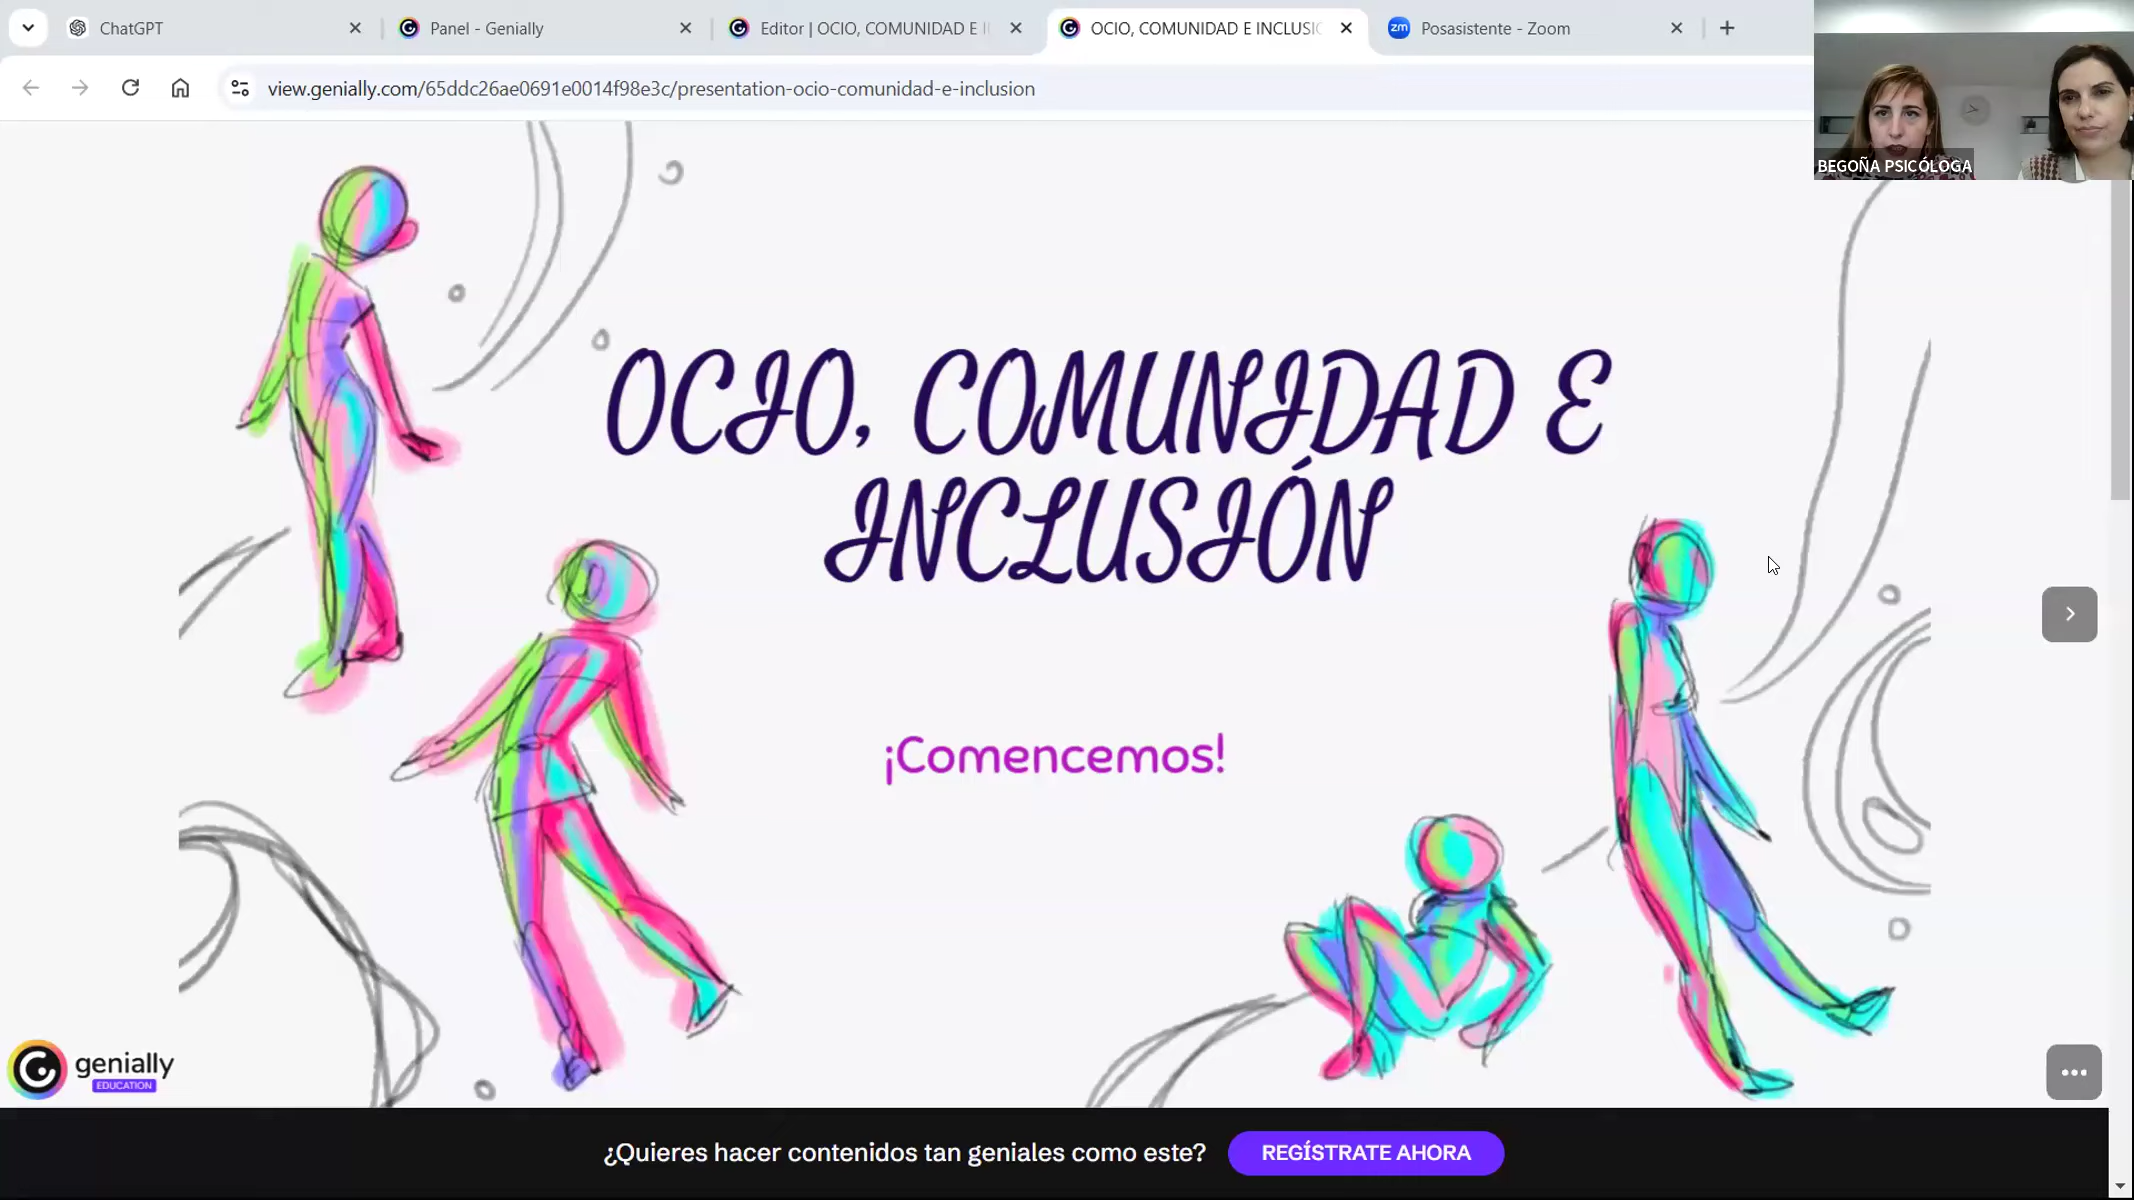 ChatGPT
Panel - Genially
Editor | OCIO, COMUNIDAD E I
OCIO, COMUNIDAD E INCLUSI
Posasistente - Zoom
view.genially.com/65ddc26ae0691e0014f98e3c/presentation-ocio-comunidad-e-inclusion
BEGOÑA PSICÓLOGA
OCIO, COMUNIDAD E
INCLUSIÓN
¡Comencemos!
genially
EDUCATION
¿Quieres hacer contenidos tan geniales como este?
REGÍSTRATE AHORA